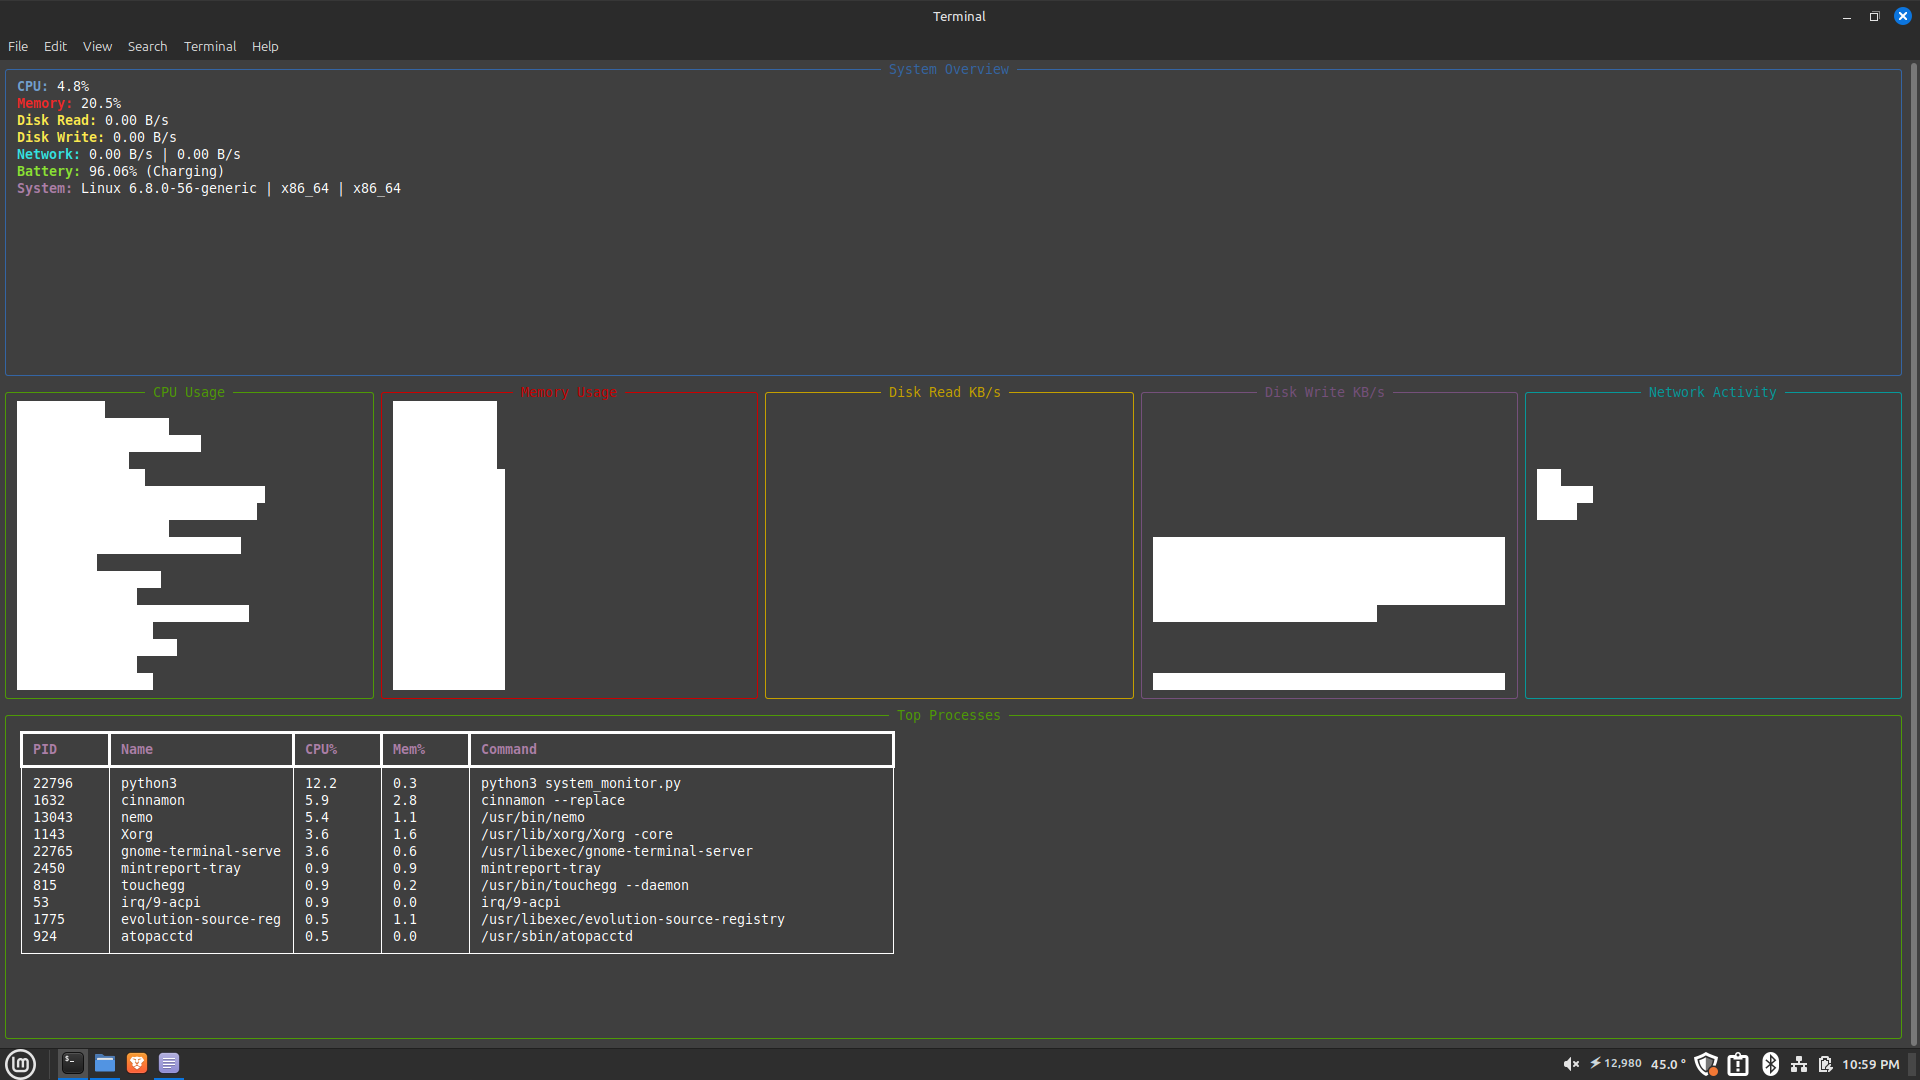 Terminal
File Edit View Search Terminal Help
System Overview
CPU: 4.8%
Memory: 20.5%
Disk Read: 0.00 B/s
Disk Write: 0.00 B/s
Network: 0.00 B/s | 0.00 B/s
Battery: 96.06% (Charging)
System: Linux 6.8.0-56-generic | x86_64 | x86_64
CPU Usage Memory Usage Disk Read KB/s Disk Write KB/s Network Activity
Top Processes
PID Name CPU% Mem% Command
22796 python3 12.2 0.3 python3 system_monitor.py
1632 cinnamon 5.9 2.8 cinnamon --replace
13043 nemo 5.4 1.1 /usr/bin/nemo
1143 Xorg 3.6 1.6 /usr/lib/xorg/Xorg -core
22765 gnome-terminal-serve 3.6 0.6 /usr/libexec/gnome-terminal-server
2450 mintreport-tray 0.9 0.9 mintreport-tray
815 touchegg 0.9 0.2 /usr/bin/touchegg --daemon
53 irq/9-acpi 0.9 0.0 irq/9-acpi
1775 evolution-source-reg 0.5 1.1 /usr/libexec/evolution-source-registry
924 atopacctd 0.5 0.0 /usr/sbin/atopacctd
12,980 45.0 ° 10:59 PM